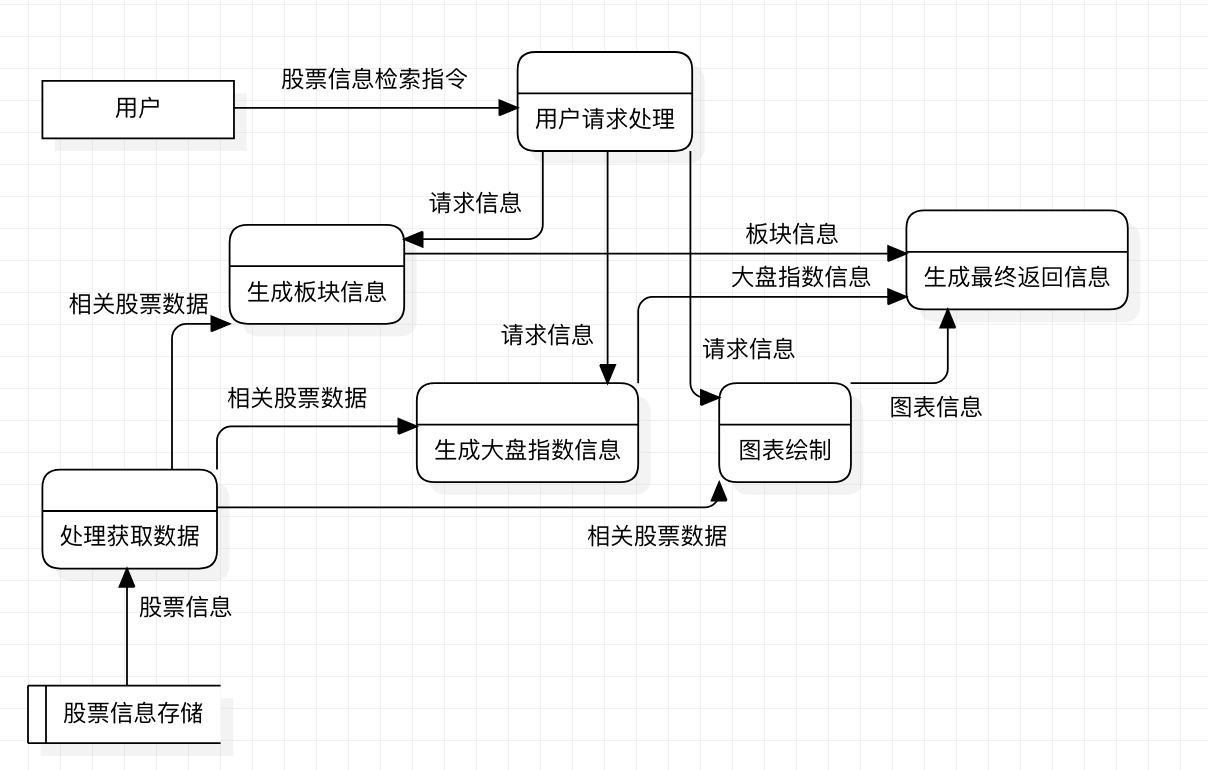 股票信息检索指令
用户
用户请求处理
请求信息
板块信息
大盘指数信息
生成最终返回信息
生成板块信息
相关股票数据
请求信息
请求信息
相关股票数据
图表信息
生成大盘指数信息
图表绘制
处理获取数据
相关股票数据
股票信息
股票信息存储